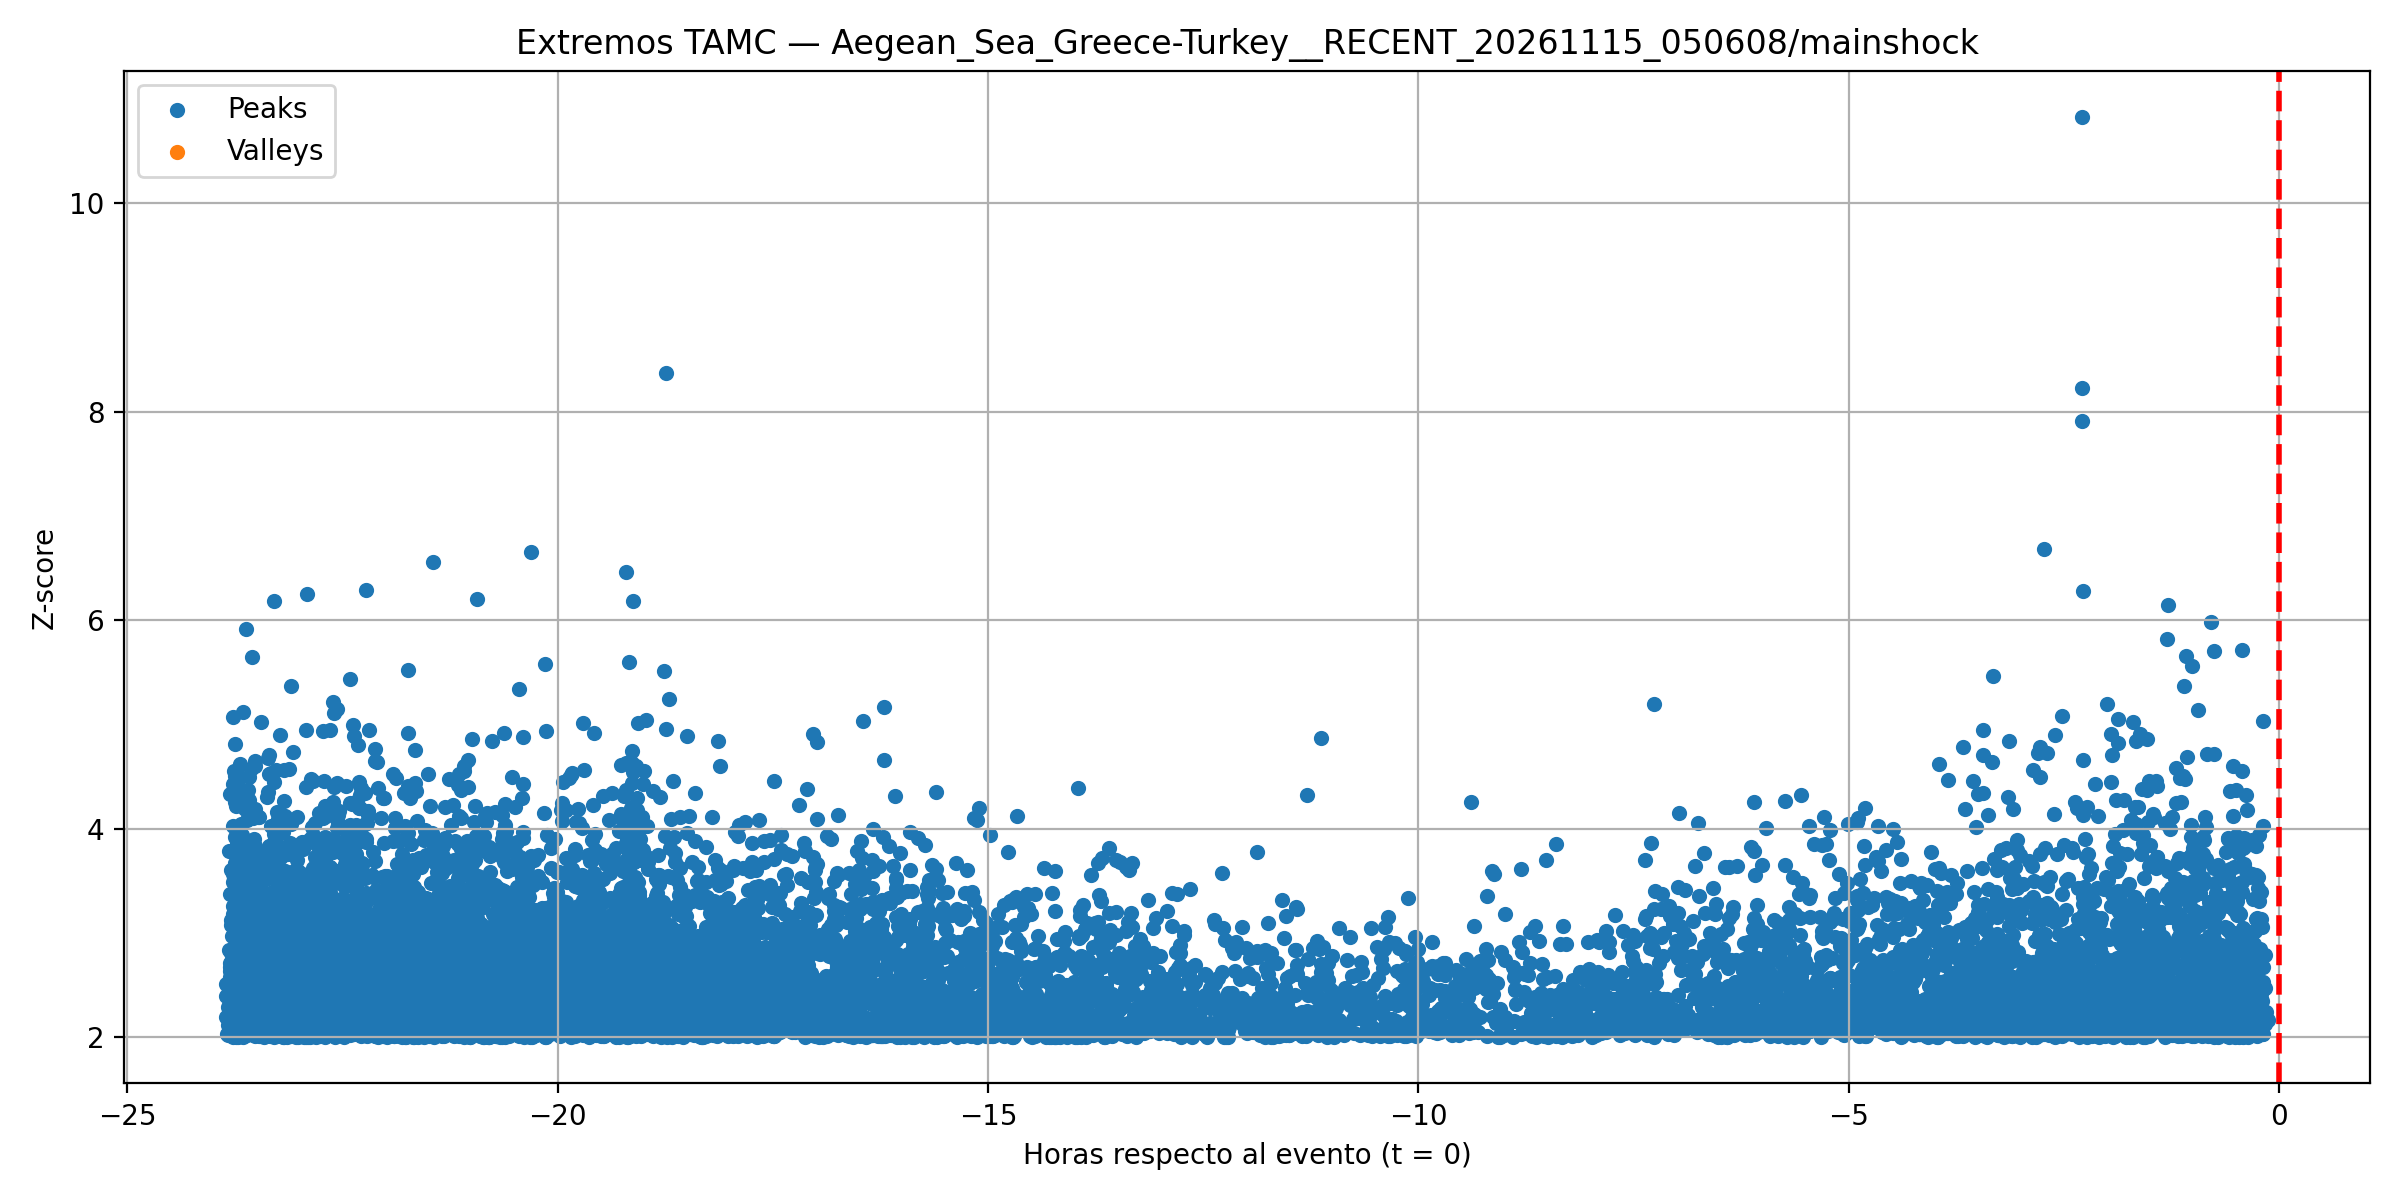 Extremos TAMC — Aegean_Sea_Greece-Turkey__RECENT_20261115_050608/mainshock
Peaks
Valleys
Z-score
10
8
6
4
2
−25
−20
−15
−10
−5
0
Horas respecto al evento (t = 0)